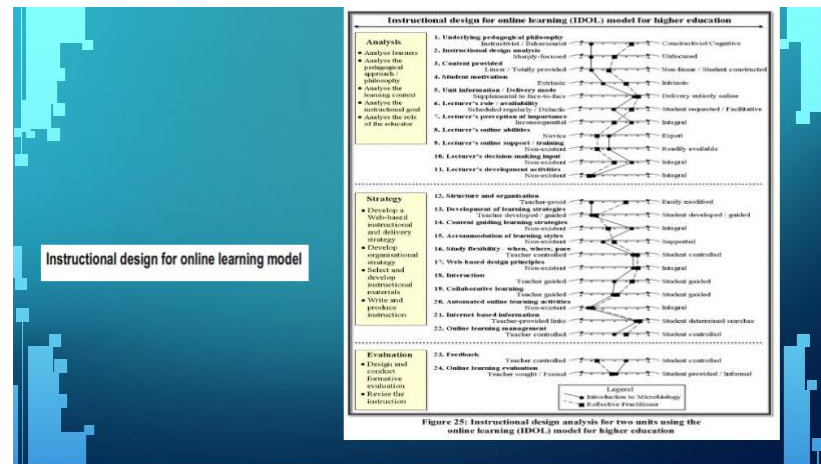 Instructional design for online learning model
Instructional design for online learning (IDOL) model for higher education
Analysis
• Analyse learners
• Analyse the
pedagogical
approach /
philosophy
• Analyse the
learning context
• Analyse the
instructional goal
• Analyse the role
of the educator
1. Underlying pedagogical philosophy
Instructivist / Behaviourist Constructivist/Cognitive
2. Instructional design analysis
Sharply-focused Unfocused
3. Content provided
Linear / Totally provided Non-linear / Student constructed
4. Student motivation
Extrinsic Intrinsic
5. Unit information / Delivery mode
Supplemental to face-to-face Delivery entirely online
6. Lecturer's role / availability
Scheduled regularly / Didactic Student requested / Facilitative
7. Lecturer's perception of importance
Inconsequential Integral
8. Lecturer's online abilities
Novice Expert
9. Lecturer's online support / training
Non-existent Readily available
10. Lecturer's decision-making input
Non-existent Integral
11. Lecturer's development activities
Non-existent Integral
Strategy
• Develop a
Web-based
instructional
and delivery
strategy
• Develop
organisational
strategy
• Select and
develop
instructional
materials
• Write and
produce
instruction
12. Structure and organisation
Teacher-proof Easily modified
13. Development of learning strategies
Teacher developed / guided Student developed / guided
14. Content guiding learning strategies
Non-existent Integral
15. Accommodation of learning styles
Non-existent Supported
16. Study flexibility - when, where, pace
Teacher controlled Student controlled
17. Web-based design principles
Non-existent Integral
18. Interaction
Teacher guided Student guided
19. Collaborative learning
Teacher guided Student guided
20. Automated online learning activities
Non-existent Integral
21. Internet-based information
Teacher-provided links Student determined searches
22. Online learning management
Teacher controlled Student controlled
Evaluation
• Design and
conduct
formative
evaluation
• Revise the
instruction
23. Feedback
Teacher controlled Student controlled
24. Online learning evaluation
Teacher sought / Formal Student provided / Informal
Legend
Introduction to Microbiology
Reflective Practitioner
Figure 25: Instructional design analysis for two units using the
online learning (IDOL) model for higher education